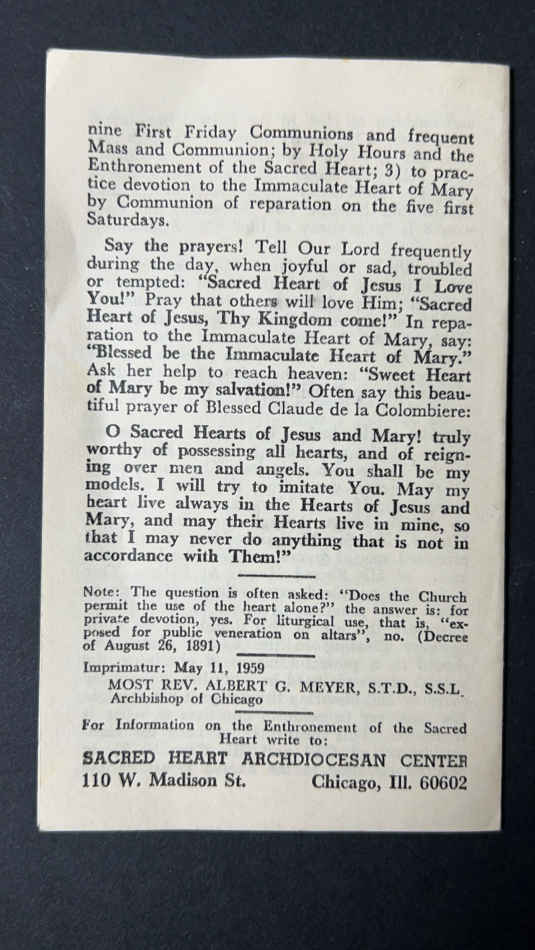 nine First Friday Communions and frequent
Mass and Communion; by Holy Hours and the
Enthronement of the Sacred Heart; 3) to prac-
tice devotion to the Immaculate Heart of Mary
by Communion of reparation on the five first
Saturdays.
Say the prayers! Tell Our Lord frequently
during the day, when joyful or sad, troubled
or tempted: “Sacred Heart of Jesus I Love
You!” Pray that others will love Him; “Sacred
Heart of Jesus, Thy Kingdom come!” In repa-
ration to the Immaculate Heart of Mary, say:
“Blessed be the Immaculate Heart of Mary.”
Ask her help to reach heaven: “Sweet Heart
of Mary be my salvation!” Often say this beau-
tiful prayer of Blessed Claude de la Colombiere:
O Sacred Hearts of Jesus and Mary! truly
worthy of possessing all hearts, and of reign-
ing over men and angels. You shall be my
models. I will try to imitate You. May my
heart live always in the Hearts of Jesus and
Mary, and may their Hearts live in mine, so
that I may never do anything that is not in
accordance with Them!”
Note: The question is often asked: “Does the Church
permit the use of the heart alone?” the answer is: for
private devotion, yes. For liturgical use, that is, “ex-
posed for public veneration on altars”, no. (Decree
of August 26, 1891)
Imprimatur: May 11, 1959
MOST REV. ALBERT G. MEYER, S.T.D., S.S.L.
Archbishop of Chicago
For Information on the Enthronement of the Sacred
Heart write to:
SACRED HEART ARCHDIOCESAN CENTER
110 W. Madison St. Chicago, Ill. 60602